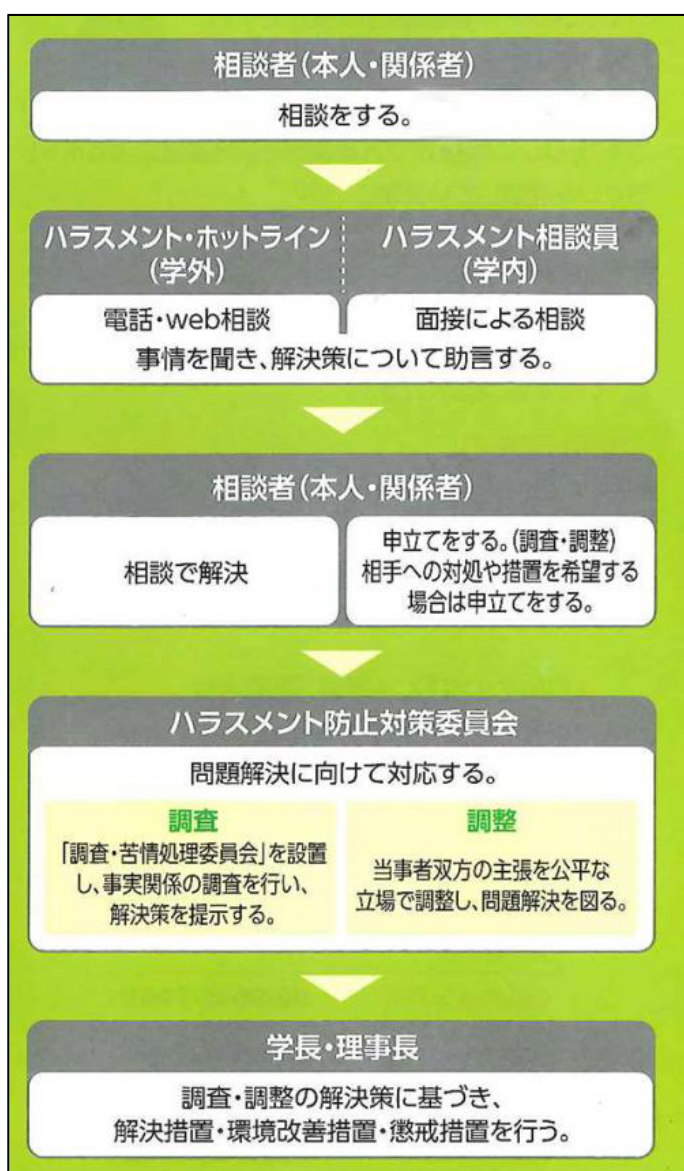 相談者(本人・関係者)
相談をする。
ハラスメント・ホットライン
(学外)
ハラスメント相談員
(学内)
電話・web相談
面接による相談
事情を聞き、解決策について助言する。
相談者(本人・関係者)
相談で解決
申立てをする。(調査・調整)
相手への対処や措置を希望する
場合は申立てをする。
ハラスメント防止対策委員会
問題解決に向けて対応する。
調査
「調査・苦情処理委員会」を設置
し、事実関係の調査を行い、
解決策を提示する。
調整
当事者双方の主張を公平な
立場で調整し、問題解決を図る。
学長・理事長
調査・調整の解決策に基づき、
解決措置・環境改善措置・懲戒措置を行う。